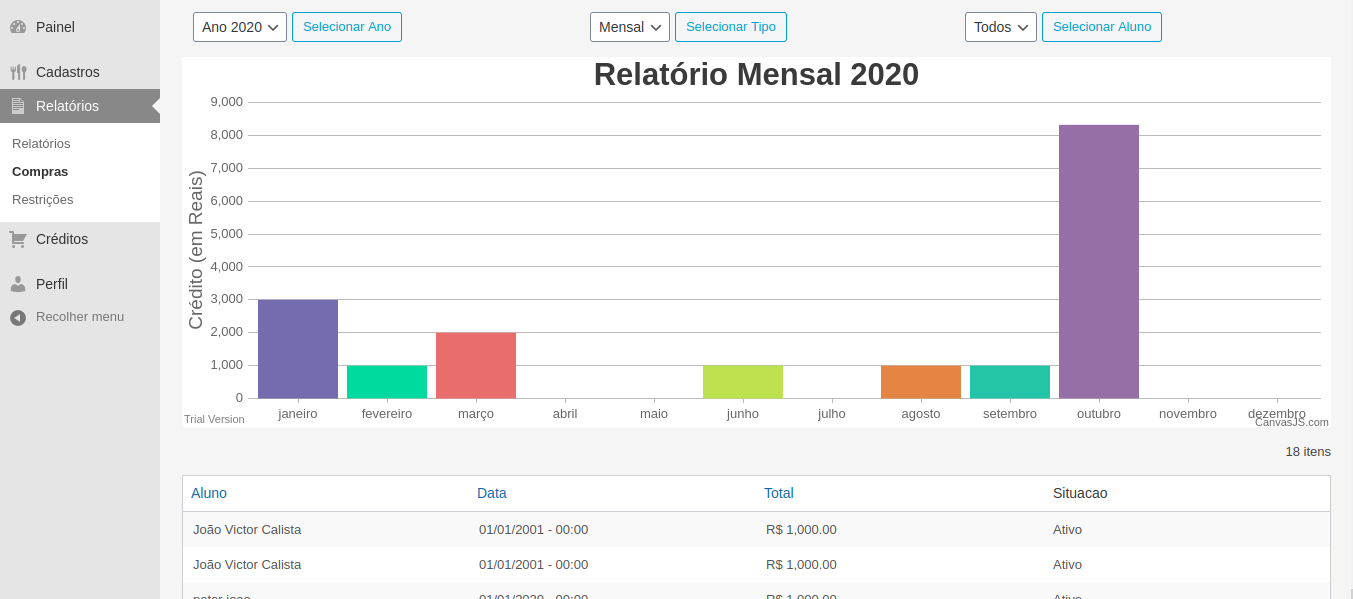 Painel
Cadastros
Relatórios
Relatórios
Compras
Restrições
Créditos
Perfil
Recolher menu
Ano 2020 Selecionar Ano Mensal Selecionar Tipo Todos Selecionar Aluno
Relatório Mensal 2020
Crédito (em Reais)
9,000
8,000
7,000
6,000
5,000
4,000
3,000
2,000
1,000
0
janeiro fevereiro março abril maio junho julho agosto setembro outubro novembro dezembro
Trial Version CanvasJS.com
18 itens
Aluno Data Total Situacao
João Victor Calista 01/01/2001 - 00:00 R$ 1,000.00 Ativo
João Victor Calista 01/01/2001 - 00:00 R$ 1,000.00 Ativo
01/01/2020 - 00:00 R$ 1,000.00 Ativo